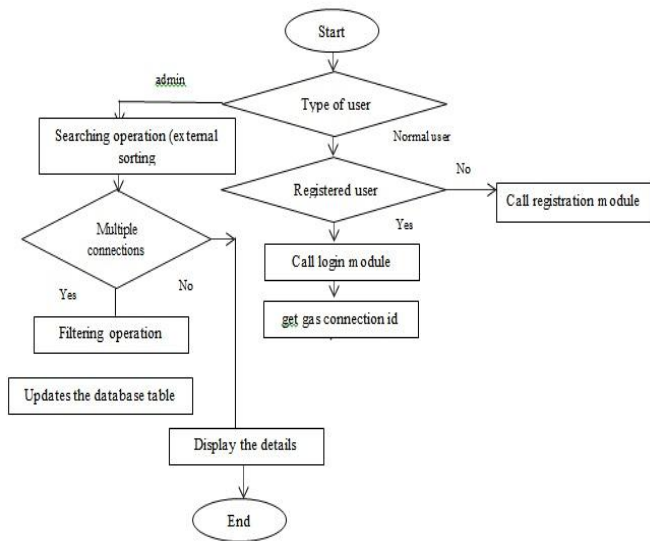 Start
admin
Type of user
Searching operation (external
sorting
Normal user
No
Registered user
Call registration module
Multiple
connections
Yes
Call login module
Yes
No
get gas connection id
Filtering operation
Updates the database table
Display the details
End